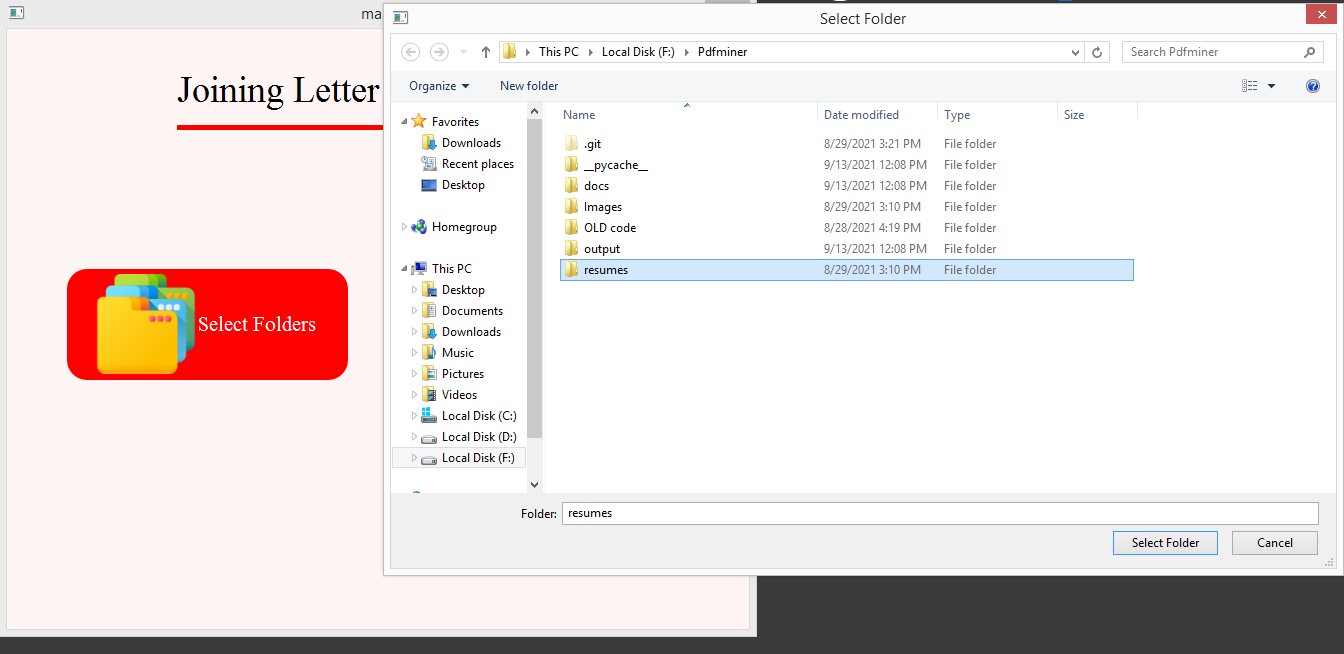 ma
Joining Letter
Select Folders
Select Folder
This PC
Local Disk (F:)
Pdfminer
Search Pdfminer
Organize
New folder
Favorites
Downloads
Recent places
Desktop
Homegroup
This PC
Desktop
Documents
Downloads
Music
Pictures
Videos
Local Disk (C:)
Local Disk (D:)
Local Disk (F:)
Name Date modified Type Size
.git 8/29/2021 3:21 PM File folder
__pycache__ 9/13/2021 12:08 PM File folder
docs 9/13/2021 12:08 PM File folder
Images 8/29/2021 3:10 PM File folder
OLD code 8/28/2021 4:19 PM File folder
output 9/13/2021 12:08 PM File folder
resumes 8/29/2021 3:10 PM File folder
Folder: resumes
Select Folder Cancel